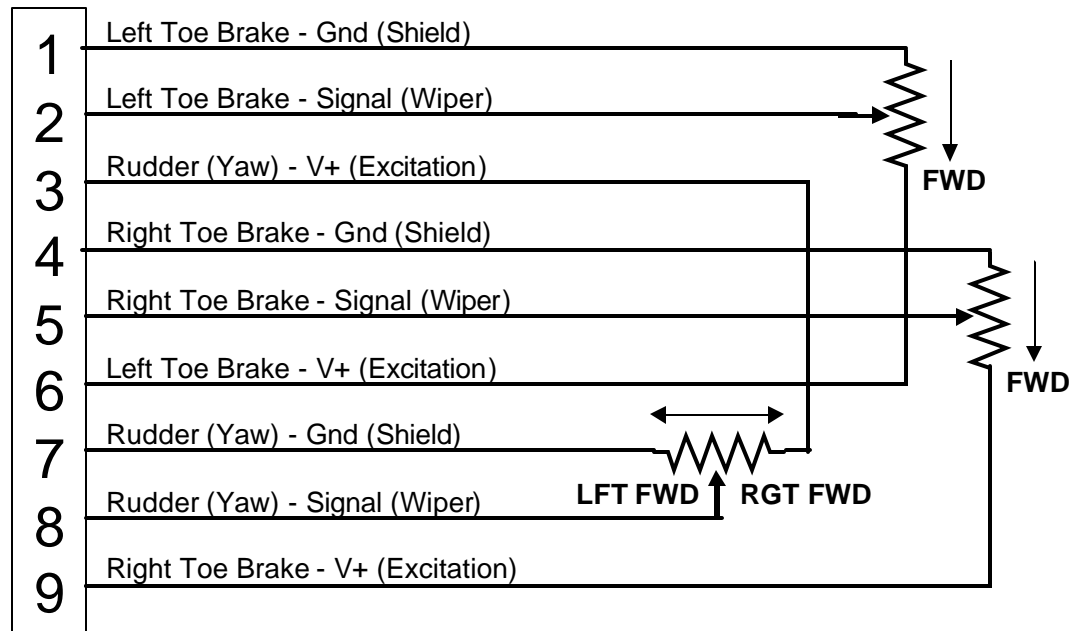 1 Left Toe Brake - Gnd (Shield)
2 Left Toe Brake - Signal (Wiper)
3 Rudder (Yaw) - V+ (Excitation)
FWD
4 Right Toe Brake - Gnd (Shield)
5 Right Toe Brake - Signal (Wiper)
6 Left Toe Brake - V+ (Excitation)
FWD
7 Rudder (Yaw) - Gnd (Shield)
LFT FWD RGT FWD
8 Rudder (Yaw) - Signal (Wiper)
9 Right Toe Brake - V+ (Excitation)